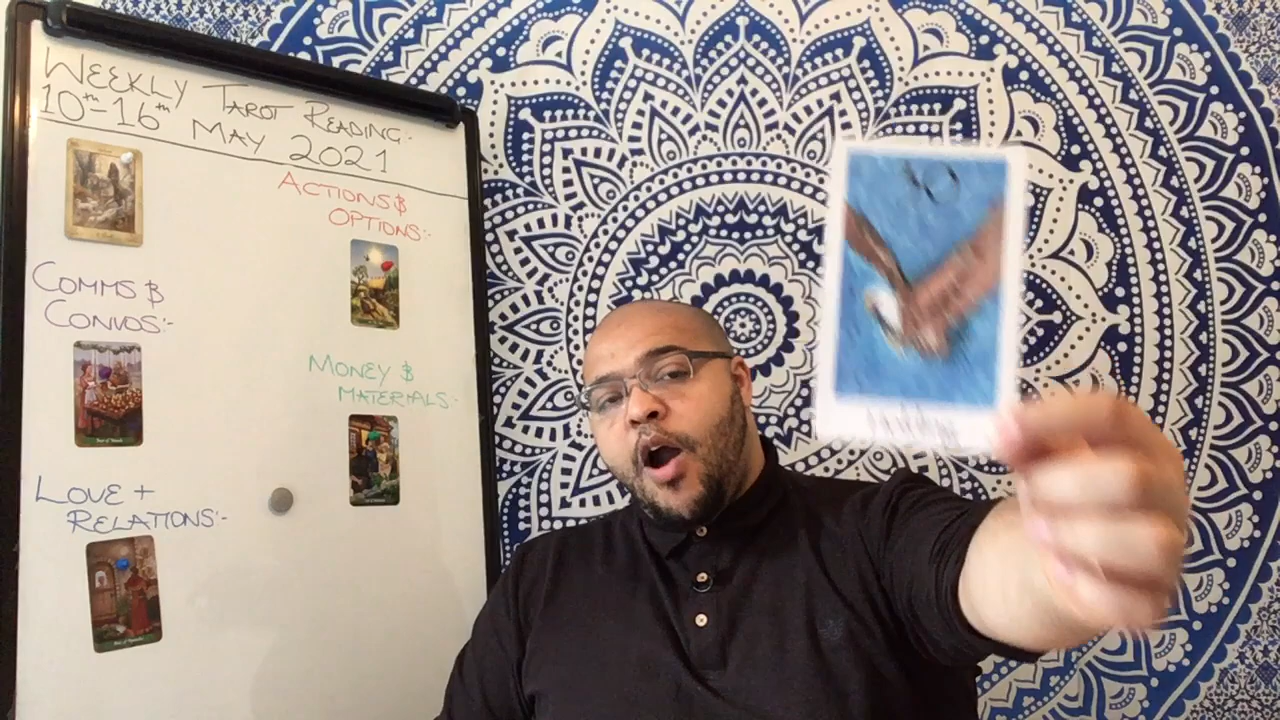 WEEKLY TAROT READING:-
10th-16th MAY 2021
ACTIONS &
OPTIONS:-
COMMS &
CONVOS:-
MONEY &
MATERIALS:-
LOVE +
RELATIONS:-